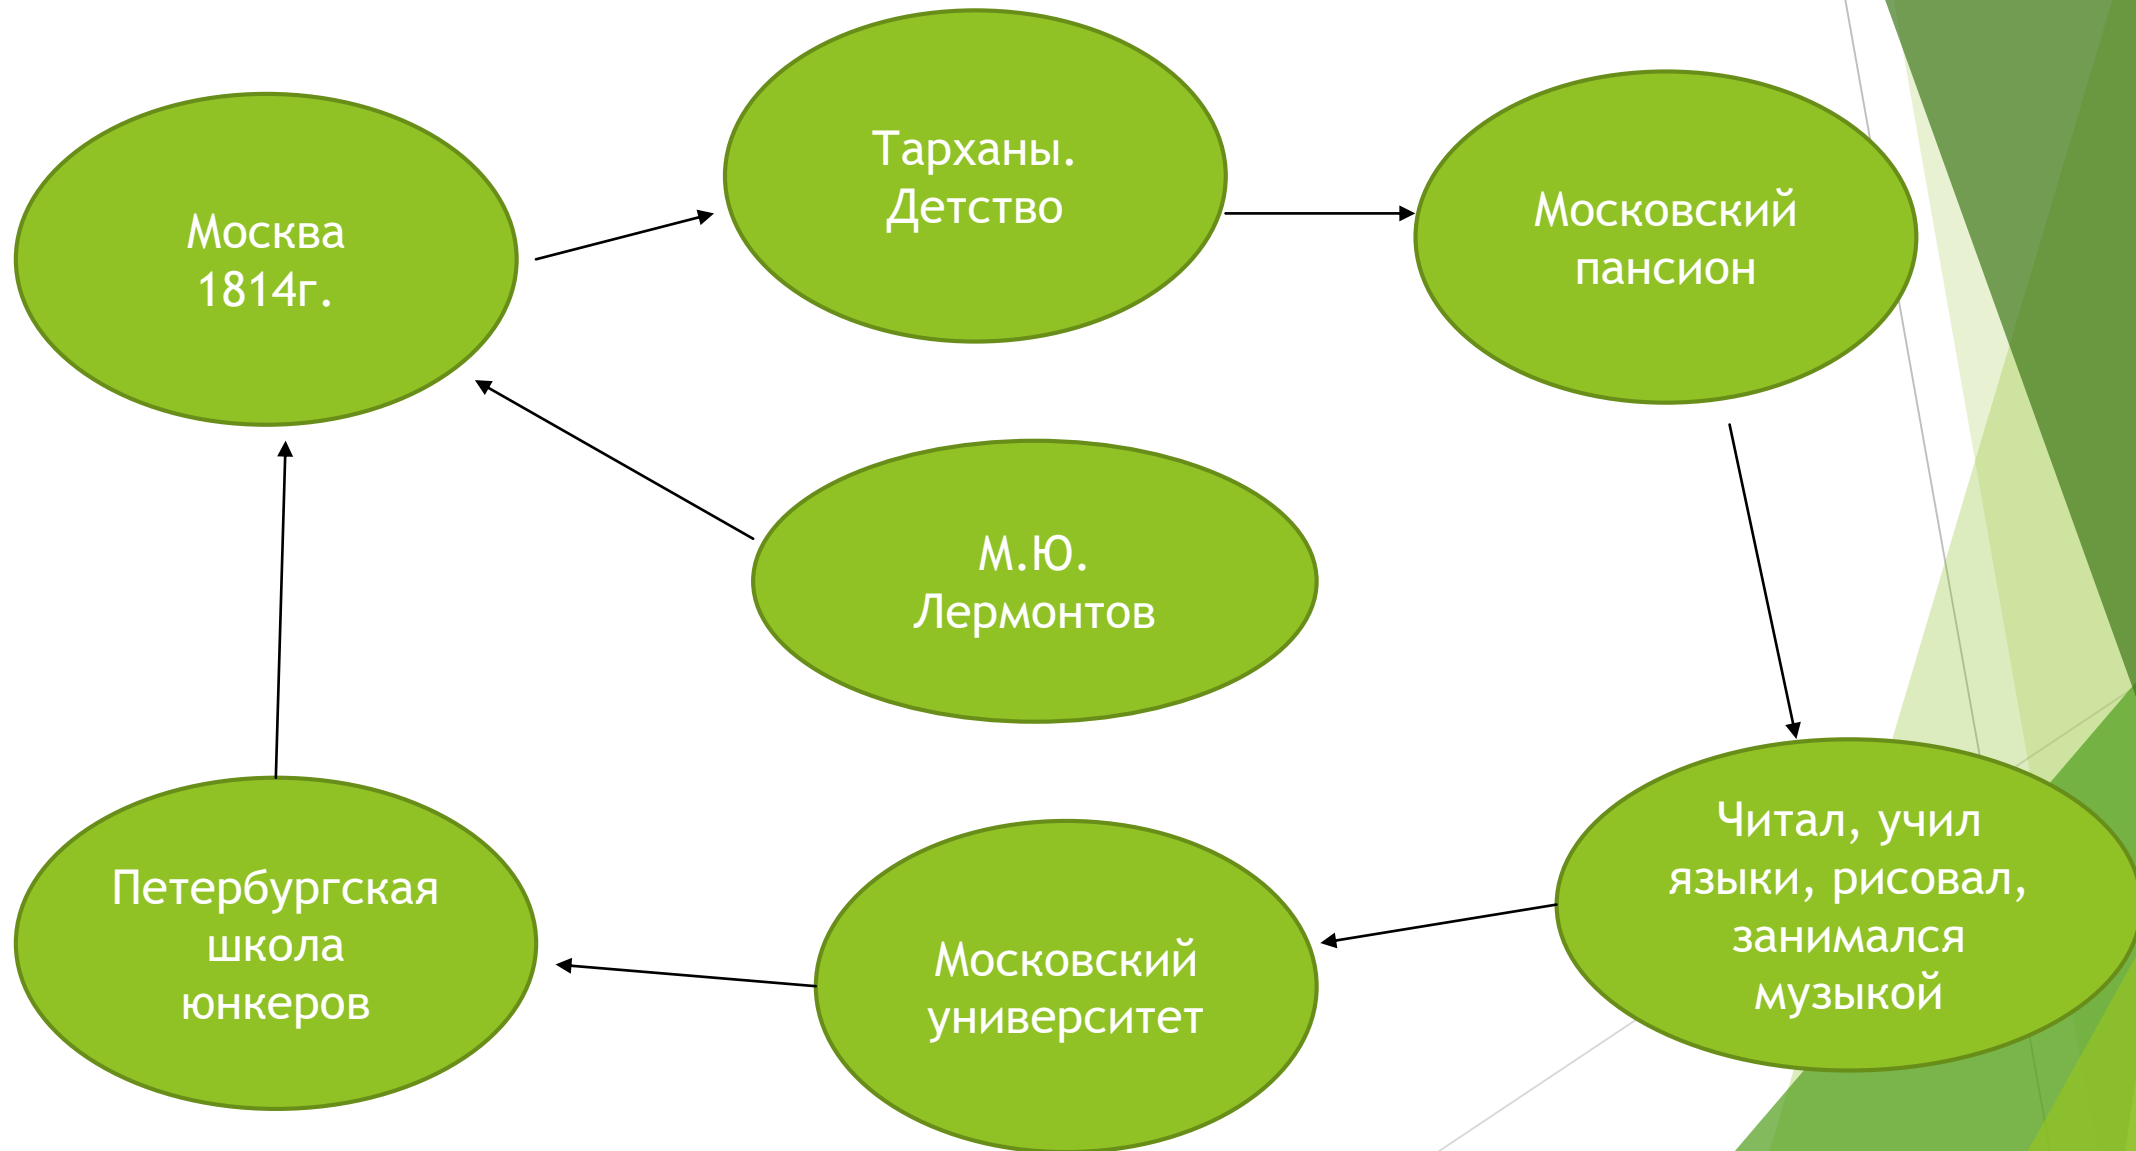 Москва
1814г.
Тарханы.
Детство
Московский
пансион
М.Ю.
Лермонтов
Читал, учил
языки, рисовал,
занимался
музыкой
Московский
университет
Петербургская
школа
юнкеров